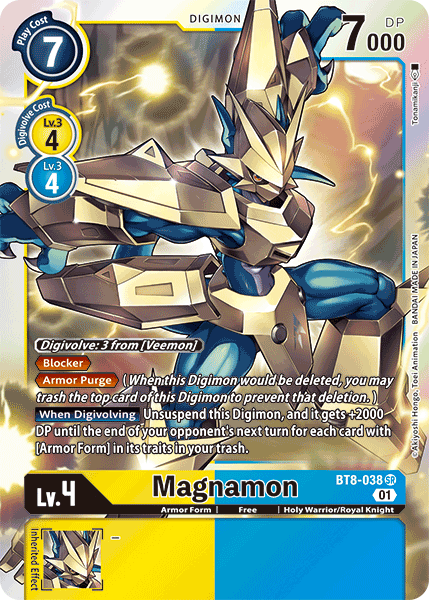 Play Cost
7
DIGIMON
7000
DP
Digivolve Cost
Lv.3
4
Lv.3
4
Tonamikanji
BANDAI MADE IN JAPAN
©Akiyoshi Hongo, Toei Animation
Digivolve: 3 from [Veemon]
Blocker
Armor Purge (When this Digimon would be deleted, you may
trash the top card of this Digimon to prevent that deletion.)
When Digivolving Unsuspend this Digimon, and it gets +2000
DP until the end of your opponent's next turn for each card with
[Armor Form] in its traits in your trash.
BT8-038 SR
Lv.4
Magnamon
01
Armor Form | Free | Holy Warrior/Royal Knight
Inherited Effect
–